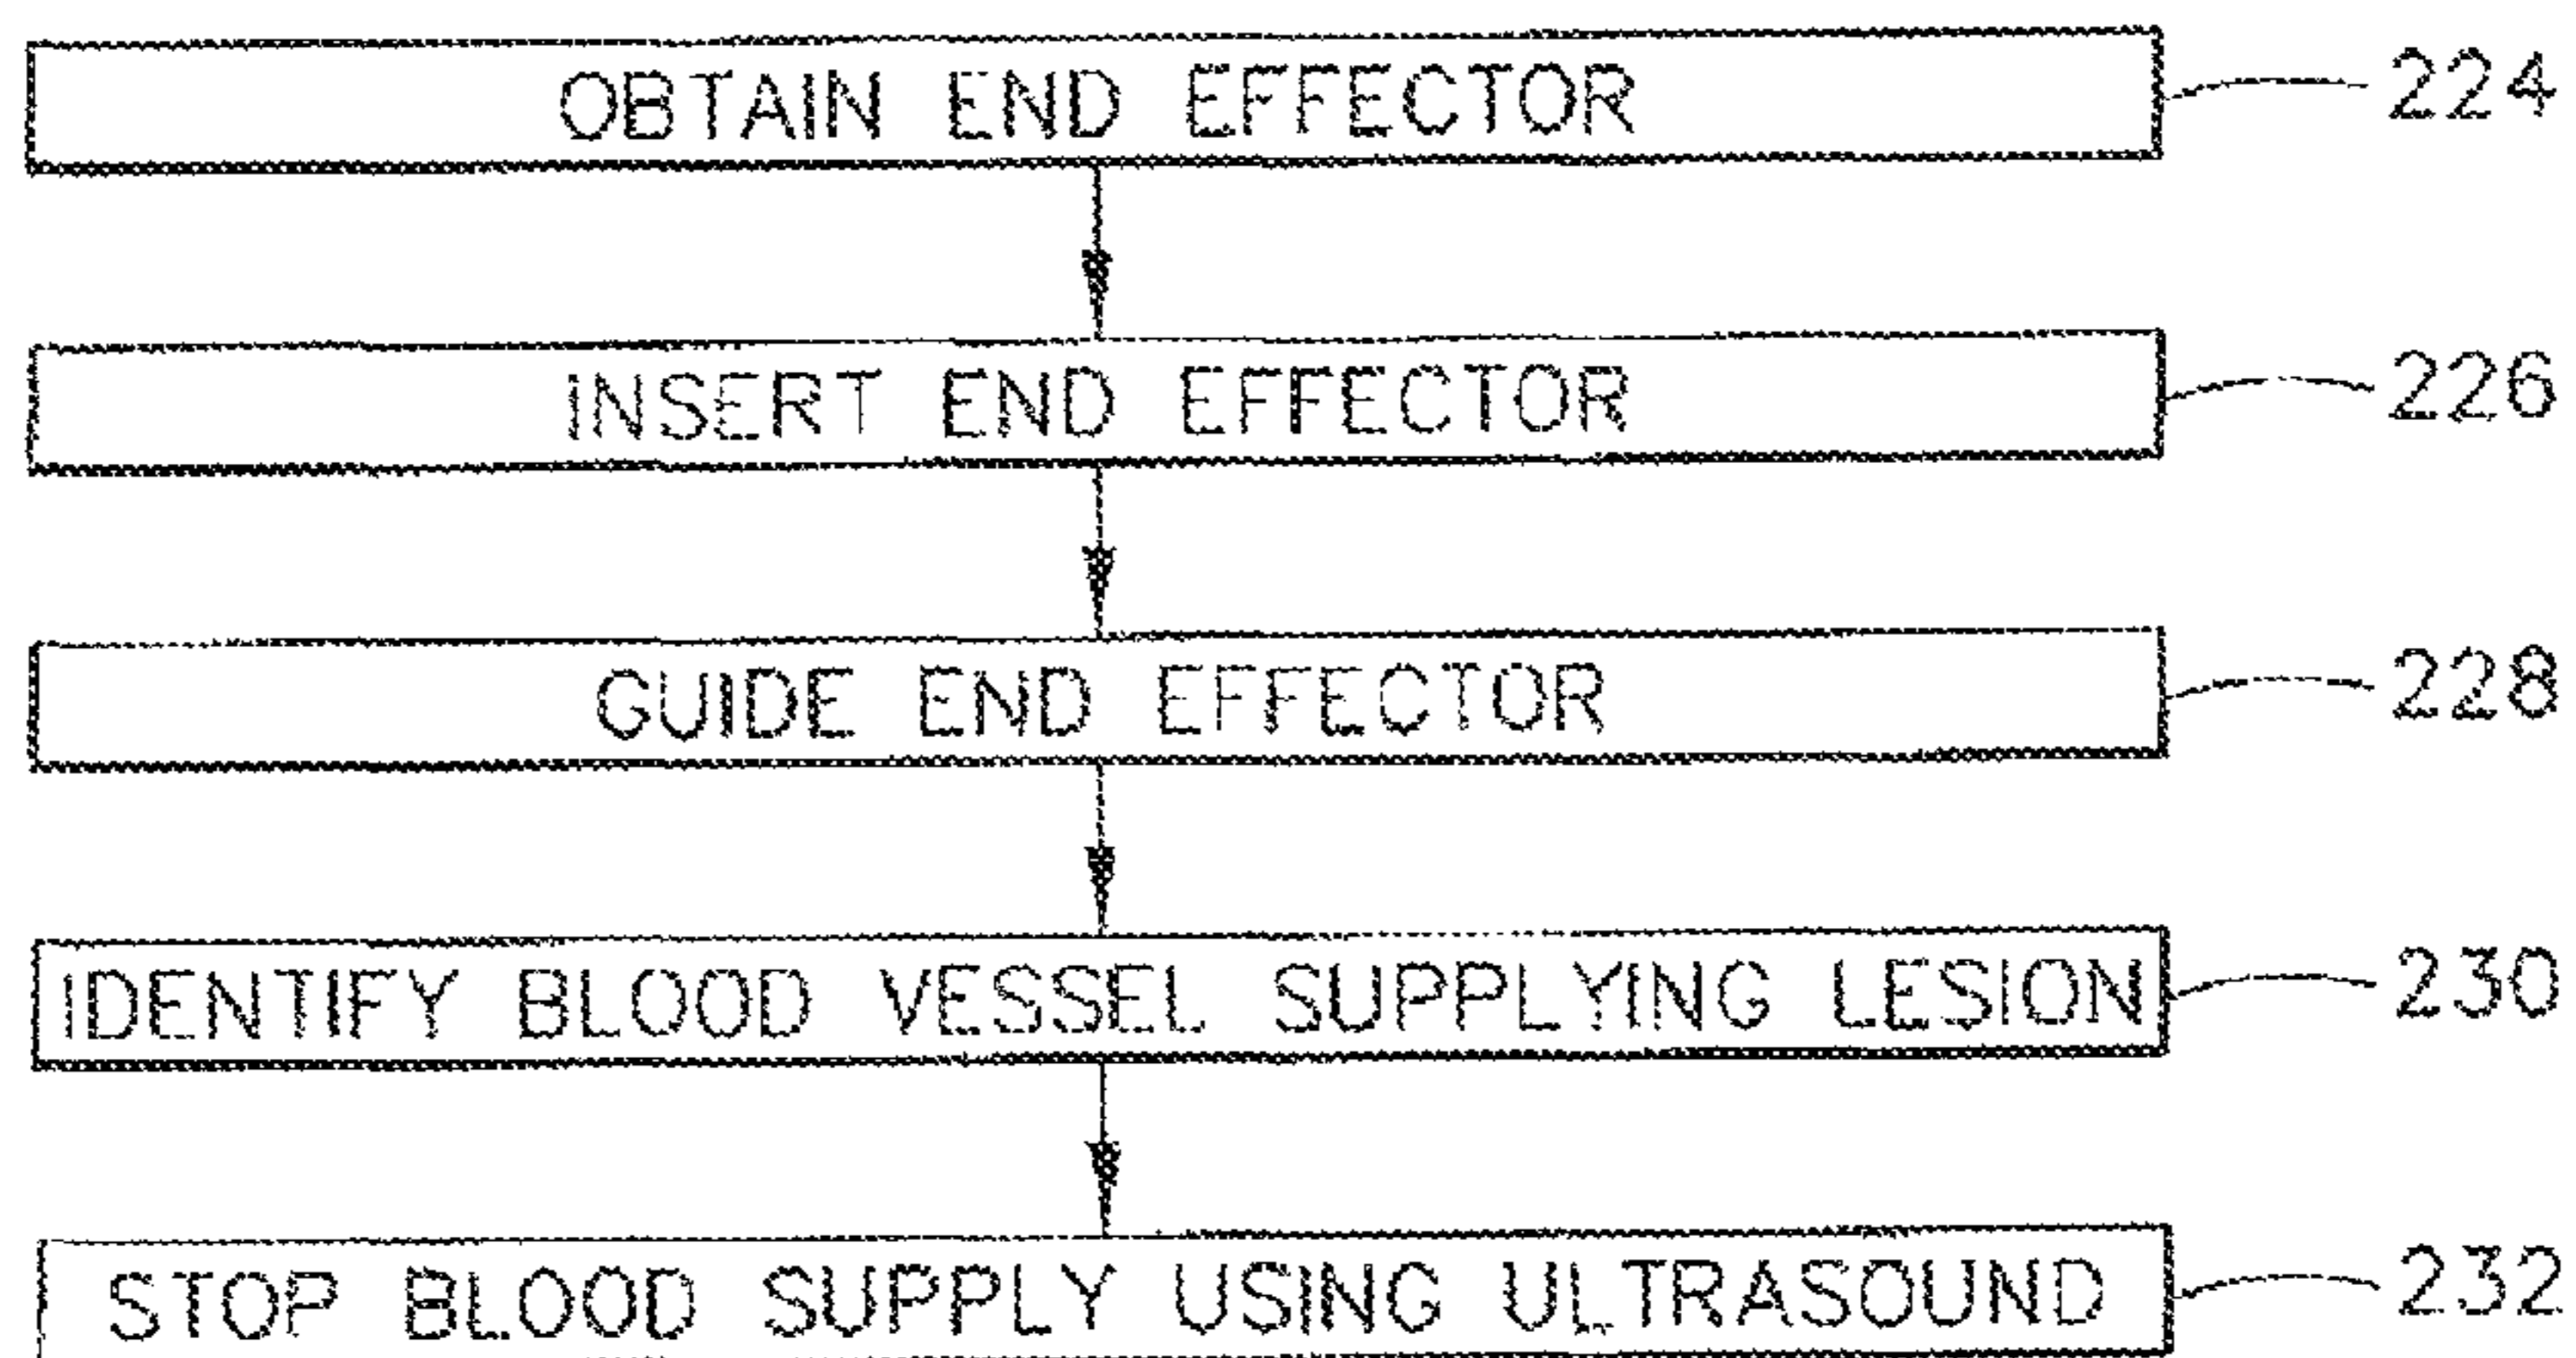 OBTAIN END EFFECTOR 224
INSERT END EFFECTOR 226
GUIDE END EFFECTOR 228
IDENTIFY BLOOD VESSEL SUPPLYING LESION 230
STOP BLOOD SUPPLY USING ULTRASOUND 232